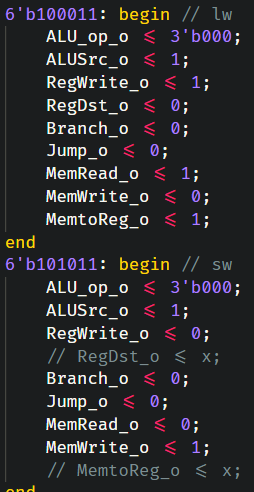 6'b100011: begin // lw
ALU_op_o <= 3'b000;
ALUSrc_o <= 1;
RegWrite_o <= 1;
RegDst_o <= 0;
Branch_o <= 0;
Jump_o <= 0;
MemRead_o <= 1;
MemWrite_o <= 0;
MemtoReg_o <= 1;
end
6'b101011: begin // sw
ALU_op_o <= 3'b000;
ALUSrc_o <= 1;
RegWrite_o <= 0;
// RegDst_o <= x;
Branch_o <= 0;
Jump_o <= 0;
MemRead_o <= 0;
MemWrite_o <= 1;
// MemtoReg_o <= x;
end